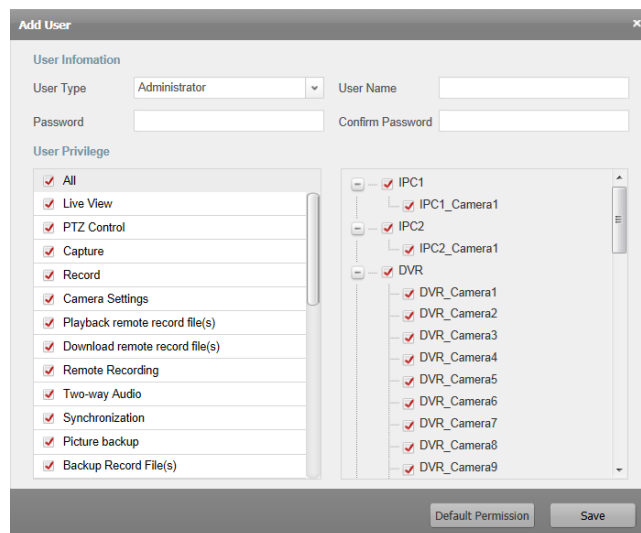 Add User
User Infomation
User Type Administrator User Name
Password Confirm Password
User Privilege
All
Live View
PTZ Control
Capture
Record
Camera Settings
Playback remote record file(s)
Download remote record file(s)
Remote Recording
Two-way Audio
Synchronization
Picture backup
Backup Record File(s)
IPC1
IPC1_Camera1
IPC2
IPC2_Camera1
DVR
DVR_Camera1
DVR_Camera2
DVR_Camera3
DVR_Camera4
DVR_Camera5
DVR_Camera6
DVR_Camera7
DVR_Camera8
DVR_Camera9
Default Permission Save